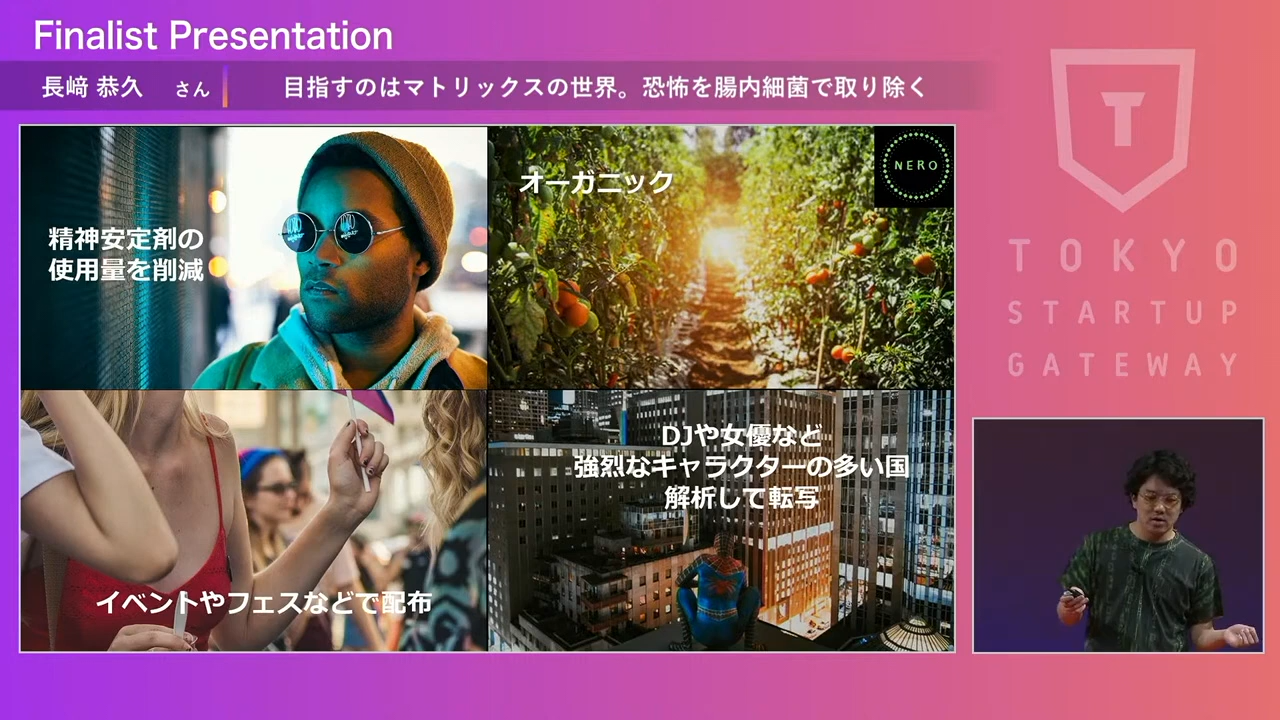 Finalist Presentation
長﨑 恭久 さん
目指すのはマトリックスの世界。恐怖を腸内細菌で取り除く
精神安定剤の
使用量を削減
オーガニック
NERO
イベントやフェスなどで配布
DJや女優など
強烈なキャラクターの多い国
解析して転写
T
TOKYO
STARTUP
GATEWAY